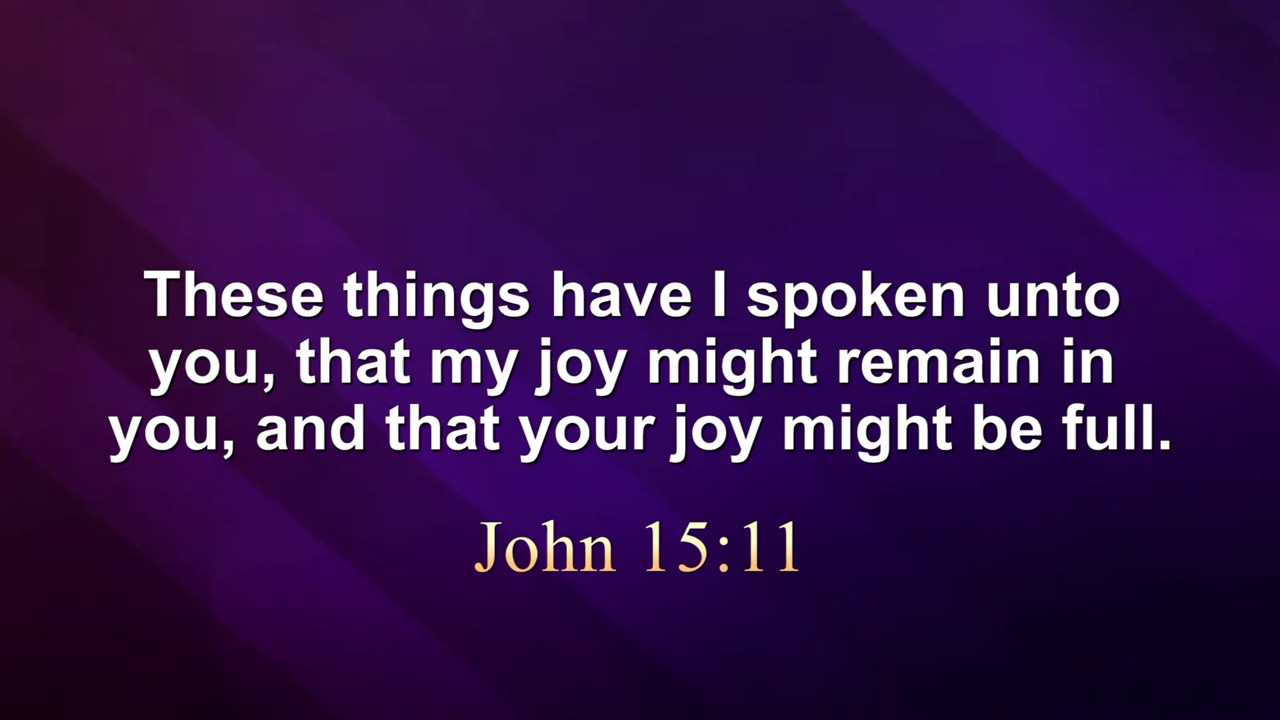 These things have I spoken unto
you, that my joy might remain in
you, and that your joy might be full.
John 15:11